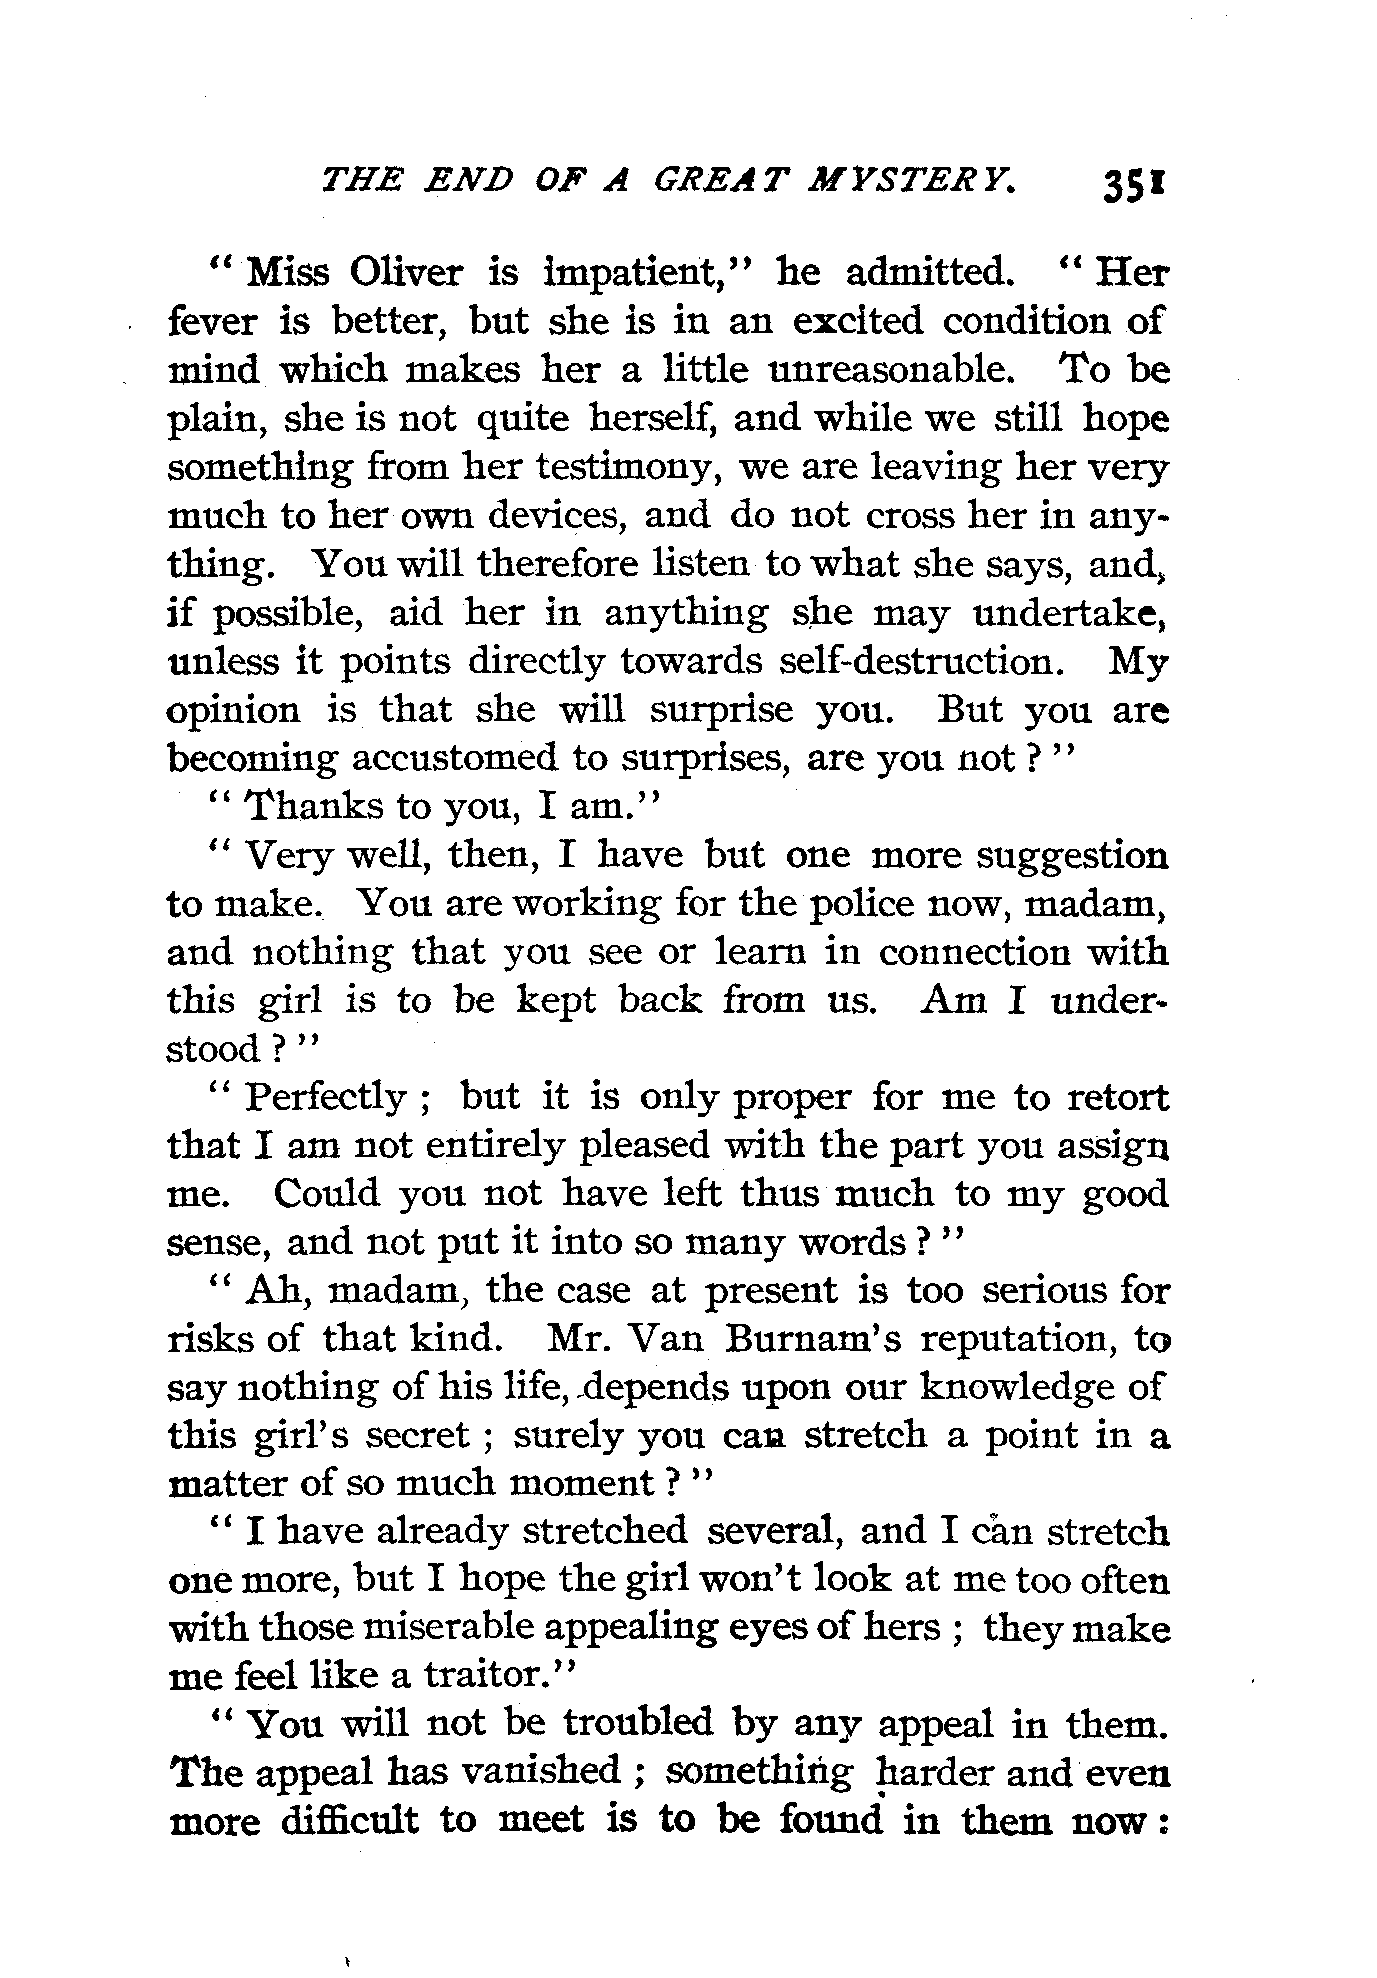 THE END OF A GREAT MYSTERY. 351
“ Miss Oliver is impatient,” he admitted. “ Her
fever is better, but she is in an excited condition of
mind which makes her a little unreasonable. To be
plain, she is not quite herself, and while we still hope
something from her testimony, we are leaving her very
much to her own devices, and do not cross her in any-
thing. You will therefore listen to what she says, and,
if possible, aid her in anything she may undertake,
unless it points directly towards self-destruction. My
opinion is that she will surprise you. But you are
becoming accustomed to surprises, are you not ? ”
“ Thanks to you, I am.”
“ Very well, then, I have but one more suggestion
to make. You are working for the police now, madam,
and nothing that you see or learn in connection with
this girl is to be kept back from us. Am I under-
stood ? ”
“ Perfectly ; but it is only proper for me to retort
that I am not entirely pleased with the part you assign
me. Could you not have left thus much to my good
sense, and not put it into so many words ? ”
“ Ah, madam, the case at present is too serious for
risks of that kind. Mr. Van Burnam’s reputation, to
say nothing of his life, depends upon our knowledge of
this girl’s secret ; surely you can stretch a point in a
matter of so much moment ? ”
“ I have already stretched several, and I can stretch
one more, but I hope the girl won’t look at me too often
with those miserable appealing eyes of hers ; they make
me feel like a traitor.”
“ You will not be troubled by any appeal in them.
The appeal has vanished ; something harder and even
more difficult to meet is to be found in them now :